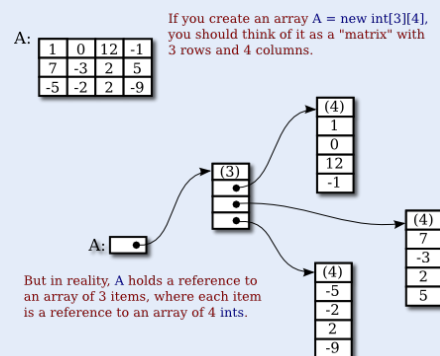 If you create an array A = new int[3][4],
you should think of it as a "matrix" with
3 rows and 4 columns.
A:
1 0 12 -1
7 -3 2 5
-5 -2 2 -9
(4)
1
0
12
-1
(3)
(4)
7
-3
2
5
A:
But in reality, A holds a reference to
an array of 3 items, where each item
is a reference to an array of 4 ints.
(4)
-5
-2
2
-9